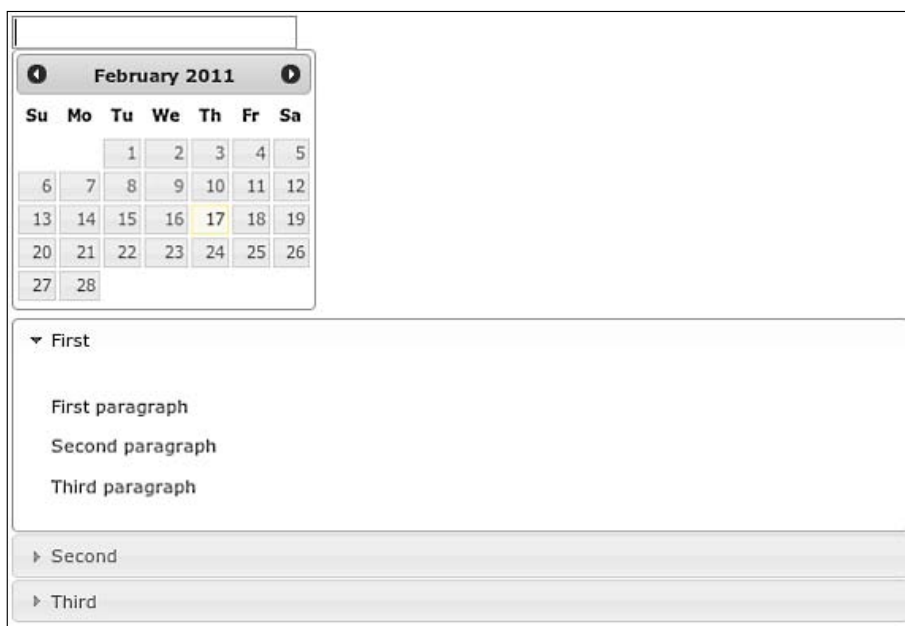 February 2011
Su Mo Tu We Th Fr Sa
1 2 3 4 5
6 7 8 9 10 11 12
13 14 15 16 17 18 19
20 21 22 23 24 25 26
27 28
First
First paragraph
Second paragraph
Third paragraph
Second
Third